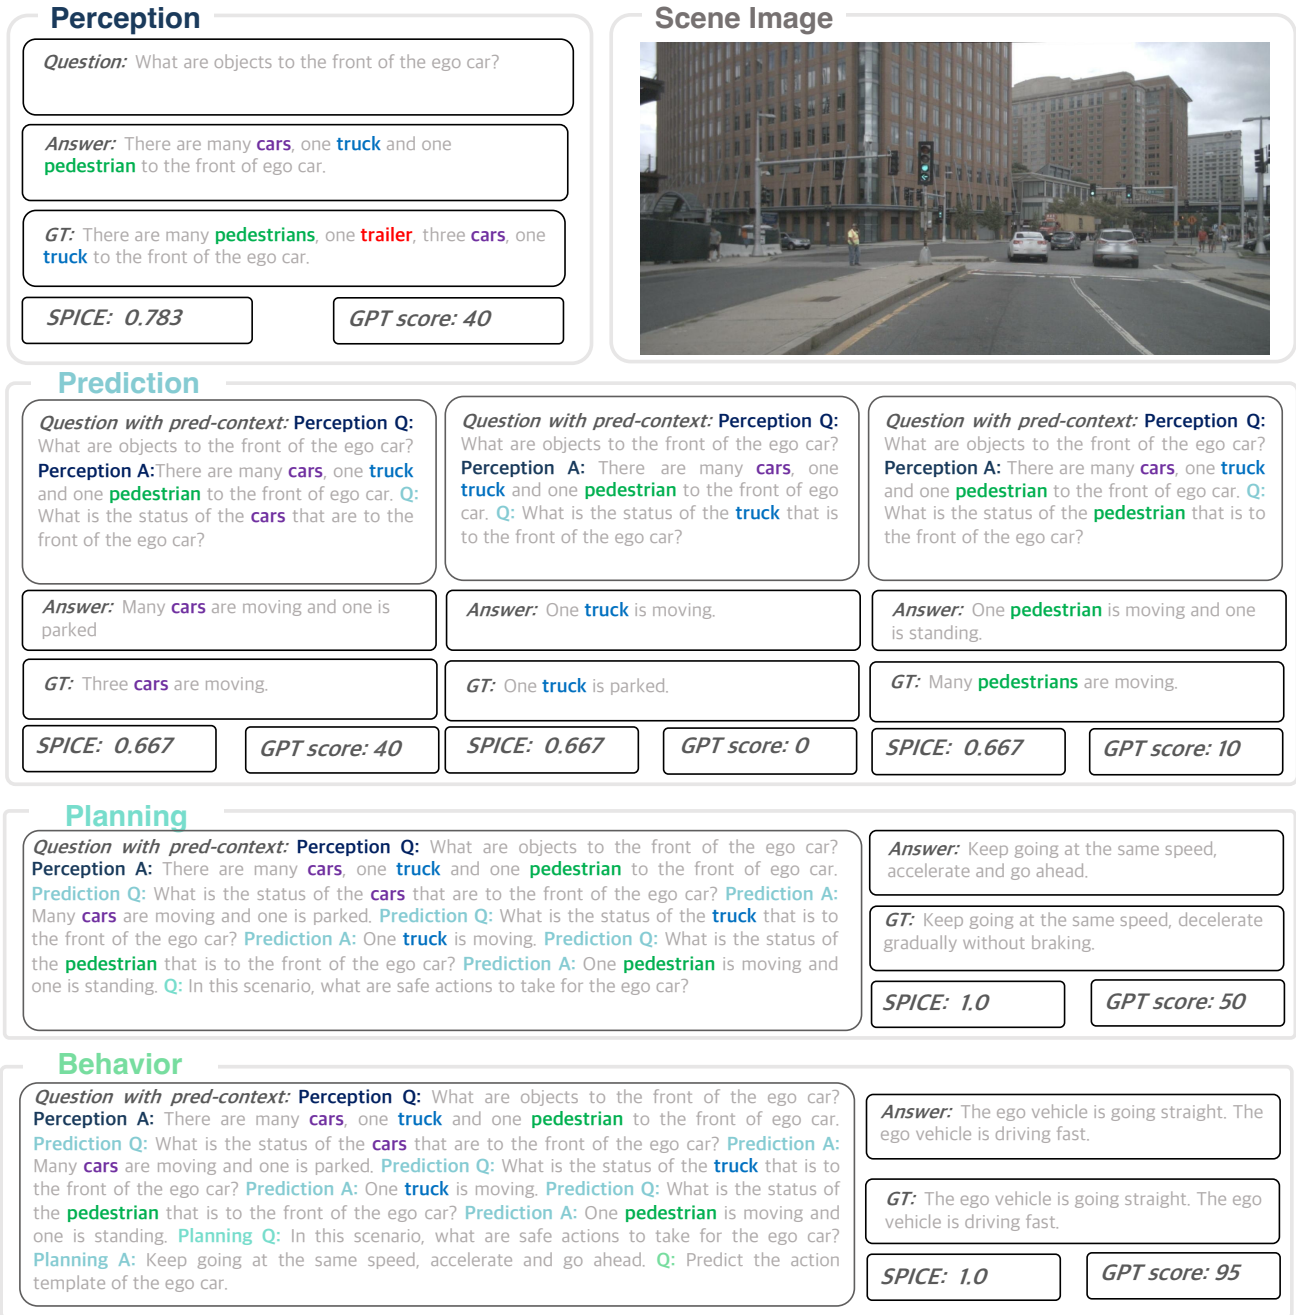 Perception
Question: What are objects to the front of the ego car?
Answer: There are many cars, one truck and one
pedestrian to the front of ego car.
GT: There are many pedestrians, one trailer, three cars, one
truck to the front of the ego car.
SPICE: 0.783
GPT score: 40
Scene Image
Prediction
Question with pred-context: Perception Q:
What are objects to the front of the ego car?
Perception A:There are many cars, one truck
and one pedestrian to the front of ego car. Q:
What is the status of the cars that are to the
front of the ego car?
Answer: Many cars are moving and one is
parked
GT: Three cars are moving.
SPICE: 0.667
GPT score: 40
Question with pred-context: Perception Q:
What are objects to the front of the ego car?
Perception A: There are many cars, one
truck and one pedestrian to the front of ego
car. Q: What is the status of the truck that is
to the front of the ego car?
Answer: One truck is moving.
GT: One truck is parked.
SPICE: 0.667
GPT score: 0
Question with pred-context: Perception Q:
What are objects to the front of the ego car?
Perception A: There are many cars, one truck
and one pedestrian to the front of ego car. Q:
What is the status of the pedestrian that is to
the front of the ego car?
Answer: One pedestrian is moving and one
is standing.
GT: Many pedestrians are moving.
SPICE: 0.667
GPT score: 10
Planning
Question with pred-context: Perception Q: What are objects to the front of the ego car?
Perception A: There are many cars, one truck and one pedestrian to the front of ego car.
Prediction Q: What is the status of the cars that are to the front of the ego car? Prediction A:
Many cars are moving and one is parked. Prediction Q: What is the status of the truck that is to
the front of the ego car? Prediction A: One truck is moving. Prediction Q: What is the status of
the pedestrian that is to the front of the ego car? Prediction A: One pedestrian is moving and
one is standing. Q: In this scenario, what are safe actions to take for the ego car?
Answer: Keep going at the same speed,
accelerate and go ahead.
GT: Keep going at the same speed, decelerate
gradually without braking.
SPICE: 1.0
GPT score: 50
Behavior
Question with pred-context: Perception Q: What are objects to the front of the ego car?
Perception A: There are many cars, one truck and one pedestrian to the front of ego car.
Prediction Q: What is the status of the cars that are to the front of the ego car? Prediction A:
Many cars are moving and one is parked. Prediction Q: What is the status of the truck that is to
the front of the ego car? Prediction A: One truck is moving. Prediction Q: What is the status of
the pedestrian that is to the front of the ego car? Prediction A: One pedestrian is moving and
one is standing. Planning Q: In this scenario, what are safe actions to take for the ego car?
Planning A: Keep going at the same speed, accelerate and go ahead. Q: Predict the action
template of the ego car.
Answer: The ego vehicle is going straight. The
ego vehicle is driving fast.
GT: The ego vehicle is going straight. The ego
vehicle is driving fast.
SPICE: 1.0
GPT score: 95